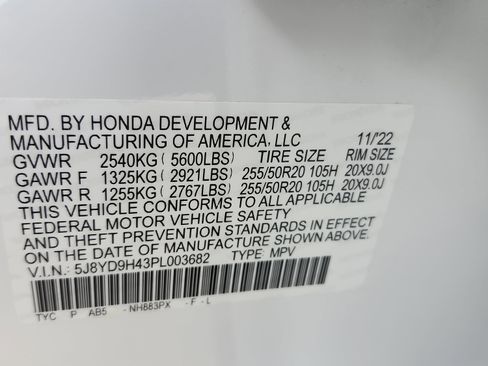 MFD. BY HONDA DEVELOPMENT &
MANUFACTURING OF AMERICA, LLC 11/'22
GVWR 2540KG ( 5600LBS) TIRE SIZE RIM SIZE
GAWR F 1325KG ( 2921LBS) 255/50R20 105H 20X9.0J
GAWR R 1255KG ( 2767LBS) 255/50R20 105H 20X9.0J
THIS VEHICLE CONFORMS TO ALL APPLICABLE
FEDERAL MOTOR VEHICLE SAFETY
AND THEFT PREVENTION STANDARDS IN EFFECT
ON THE DATE OF MANUFACTURE SHOWN ABOVE.
V.I.N.: 5J8YD9H43PL003682 TYPE: MPV
TYC P AB5 - NH883PX - F - L